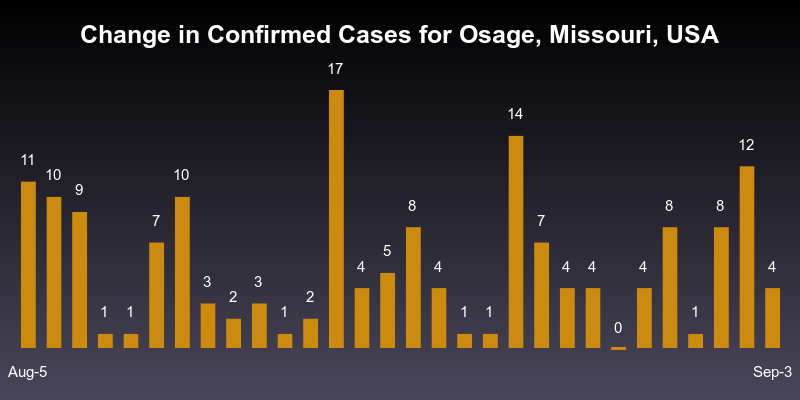 Change in Confirmed Cases for Osage, Missouri, USA
11 10 9 1 1 7 10 3 2 3 1 2 17 4 5 8 4 1 1 14 7 4 4 0 4 8 1 8 12 4
Aug-5 Sep-3